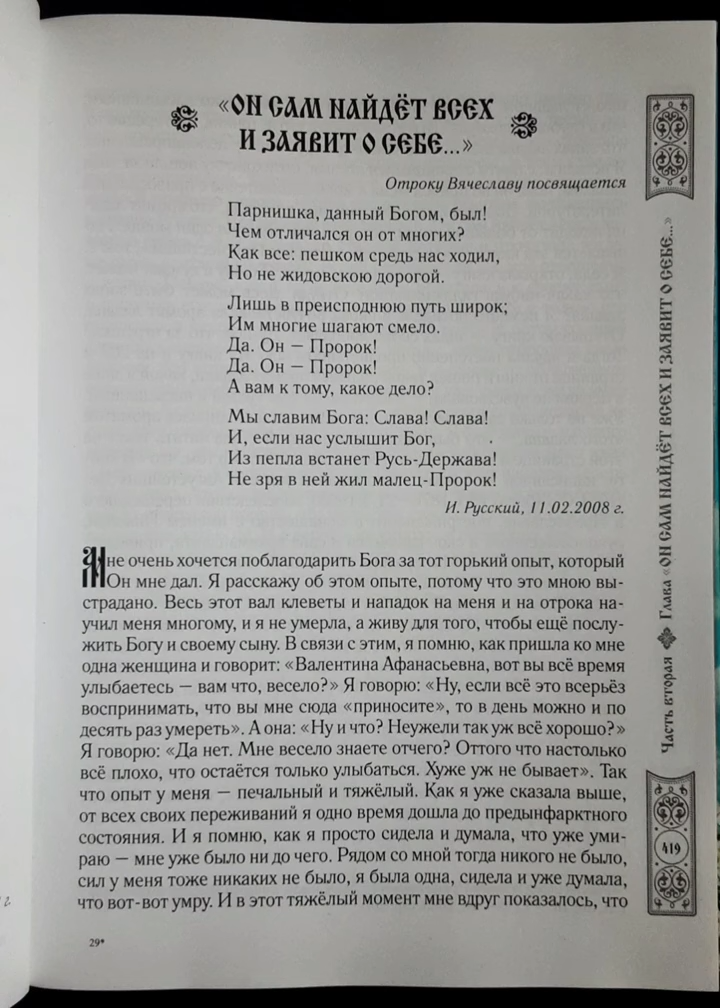 «ОН САМ НАЙДЁТ ВСЕХ
И ЗАЯВИТ О СЕБЕ...»
Отроку Вячеславу посвящается
Парнишка, данный Богом, был!
Чем отличался он от многих?
Как все: пешком средь нас ходил,
Но не жидовскою дорогой.
Лишь в преисподнюю путь широк;
Им многие шагают смело.
Да. Он — Пророк!
Да. Он — Пророк!
А вам к тому, какое дело?
Мы славим Бога: Слава! Слава!
И, если нас услышит Бог,
Из пепла встанет Русь-Держава!
Не зря в ней жил малец-Пророк!
И. Русский, 11.02.2008 г.
Мне очень хочется поблагодарить Бога за тот горький опыт, который
Он мне дал. Я расскажу об этом опыте, потому что это мною вы-
страдано. Весь этот вал клеветы и нападок на меня и на отрока на-
учил меня многому, и я не умерла, а живу для того, чтобы ещё послу-
жить Богу и своему сыну. В связи с этим, я помню, как пришла ко мне
одна женщина и говорит: «Валентина Афанасьевна, вот вы всё время
улыбаетесь — вам что, весело?» Я говорю: «Ну, если всё это всерьёз
воспринимать, что вы мне сюда «приносите», то в день можно и по
десять раз умереть». А она: «Ну и что? Неужели так уж всё хорошо?»
Я говорю: «Да нет. Мне весело знаете отчего? Оттого что настолько
всё плохо, что остаётся только улыбаться. Хуже уж не бывает». Так
что опыт у меня — печальный и тяжёлый. Как я уже сказала выше,
от всех своих переживаний я одно время дошла до предынфарктного
состояния. И я помню, как я просто сидела и думала, что уже уми-
раю — мне уже было ни до чего. Рядом со мной тогда никого не было,
сил у меня тоже никаких не было, я была одна, сидела и уже думала,
что вот-вот умру. И в этот тяжёлый момент мне вдруг показалось, что
29*
Часть вторая Глава «ОН САМ НАЙДЁТ ВСЕХ И ЗАЯВИТ О СЕБЕ...»
419
г.